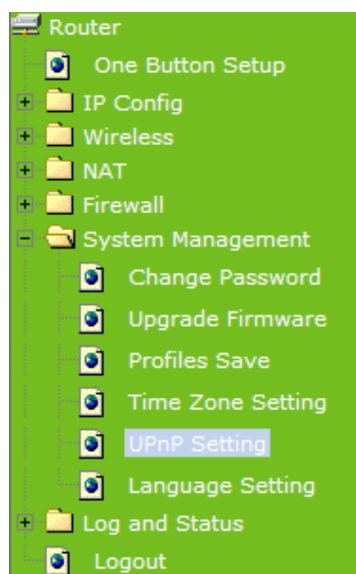 Router
One Button Setup
IP Config
Wireless
NAT
Firewall
System Management
Change Password
Upgrade Firmware
Profiles Save
Time Zone Setting
UPnP Setting
Language Setting
Log and Status
Logout